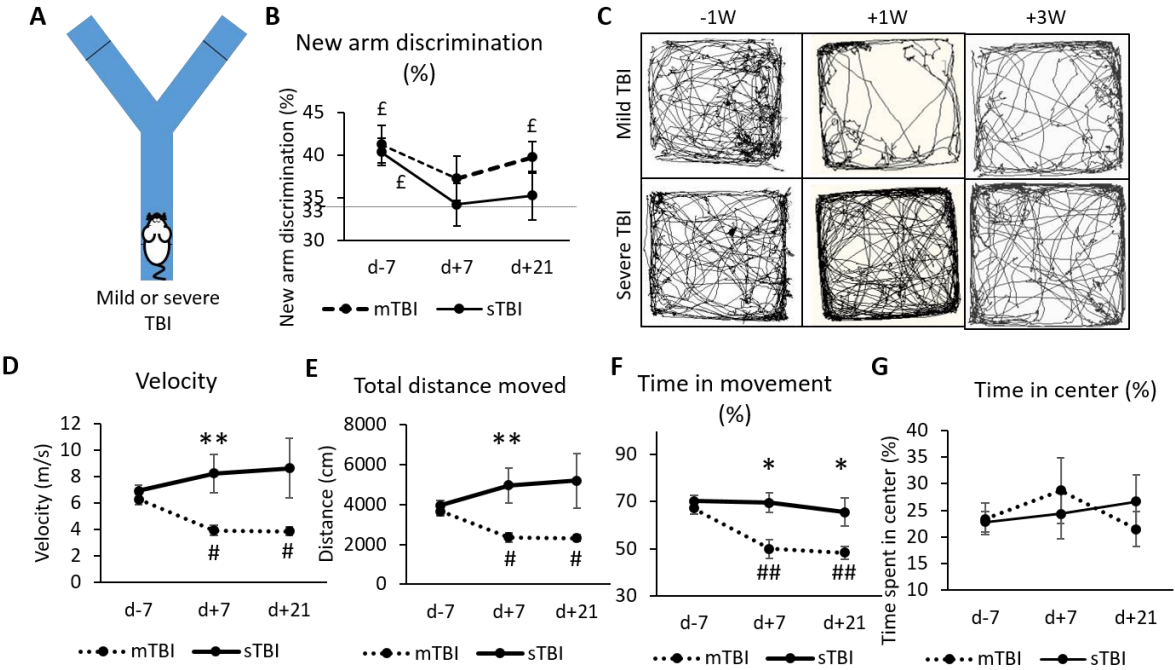 A
Mild or severe
TBI
B
New arm discrimination
(%)
New arm discrimination (%)
45
40
35
33
30
£
£
£
d-7 d+7 d+21
mTBI sTBI
C
-1W +1W +3W
Mild TBI
Severe TBI
D
Velocity
Velocity (m/s)
12
10
8
6
4
2
0
**
# #
d-7 d+7 d+21
mTBI sTBI
E
Total distance moved
Distance (cm)
8000
6000
4000
2000
0
**
# #
d-7 d+7 d+21
mTBI sTBI
F
Time in movement
(%)
90
70
50
30
* *
## ##
d-7 d+7 d+21
mTBI sTBI
G
Time in center (%)
Time spent in center (%)
40
35
30
25
20
15
10
d-7 d+7 d+21
mTBI sTBI